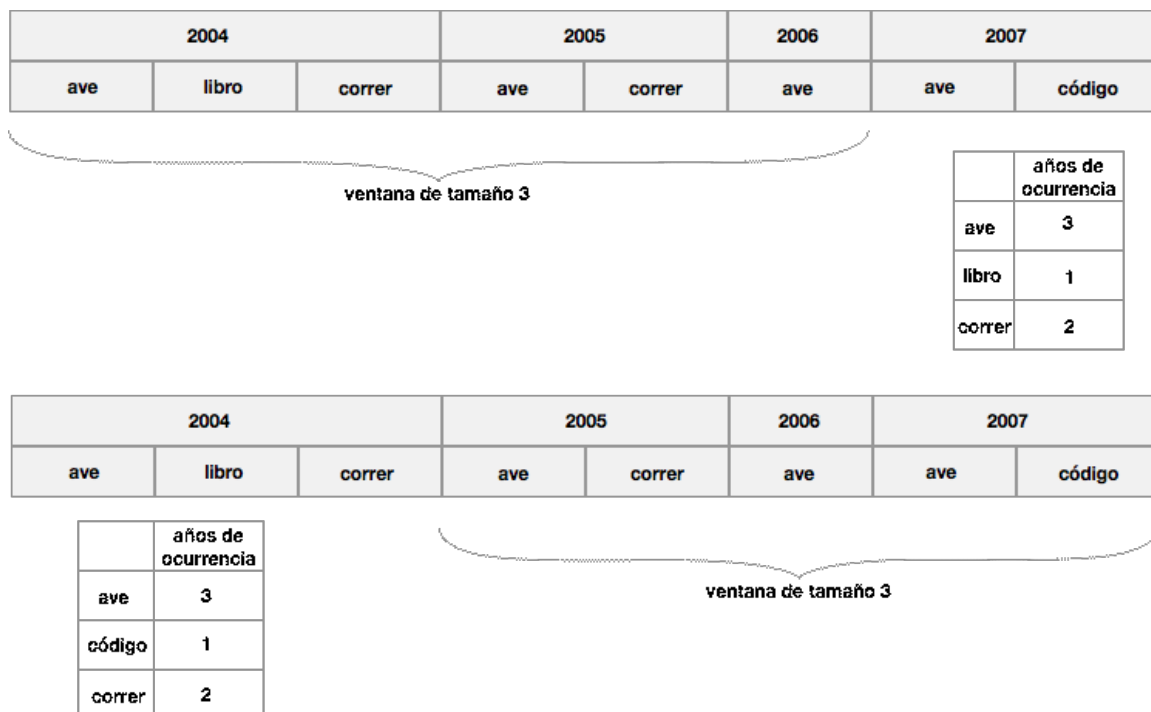 2004 2005 2006 2007
ave libro correr ave correr ave ave código
ventana de tamaño 3
años de
ocurrencia
ave 3
libro 1
correr 2
2004 2005 2006 2007
ave libro correr ave correr ave ave código
años de
ocurrencia
ave 3
código 1
correr 2
ventana de tamaño 3